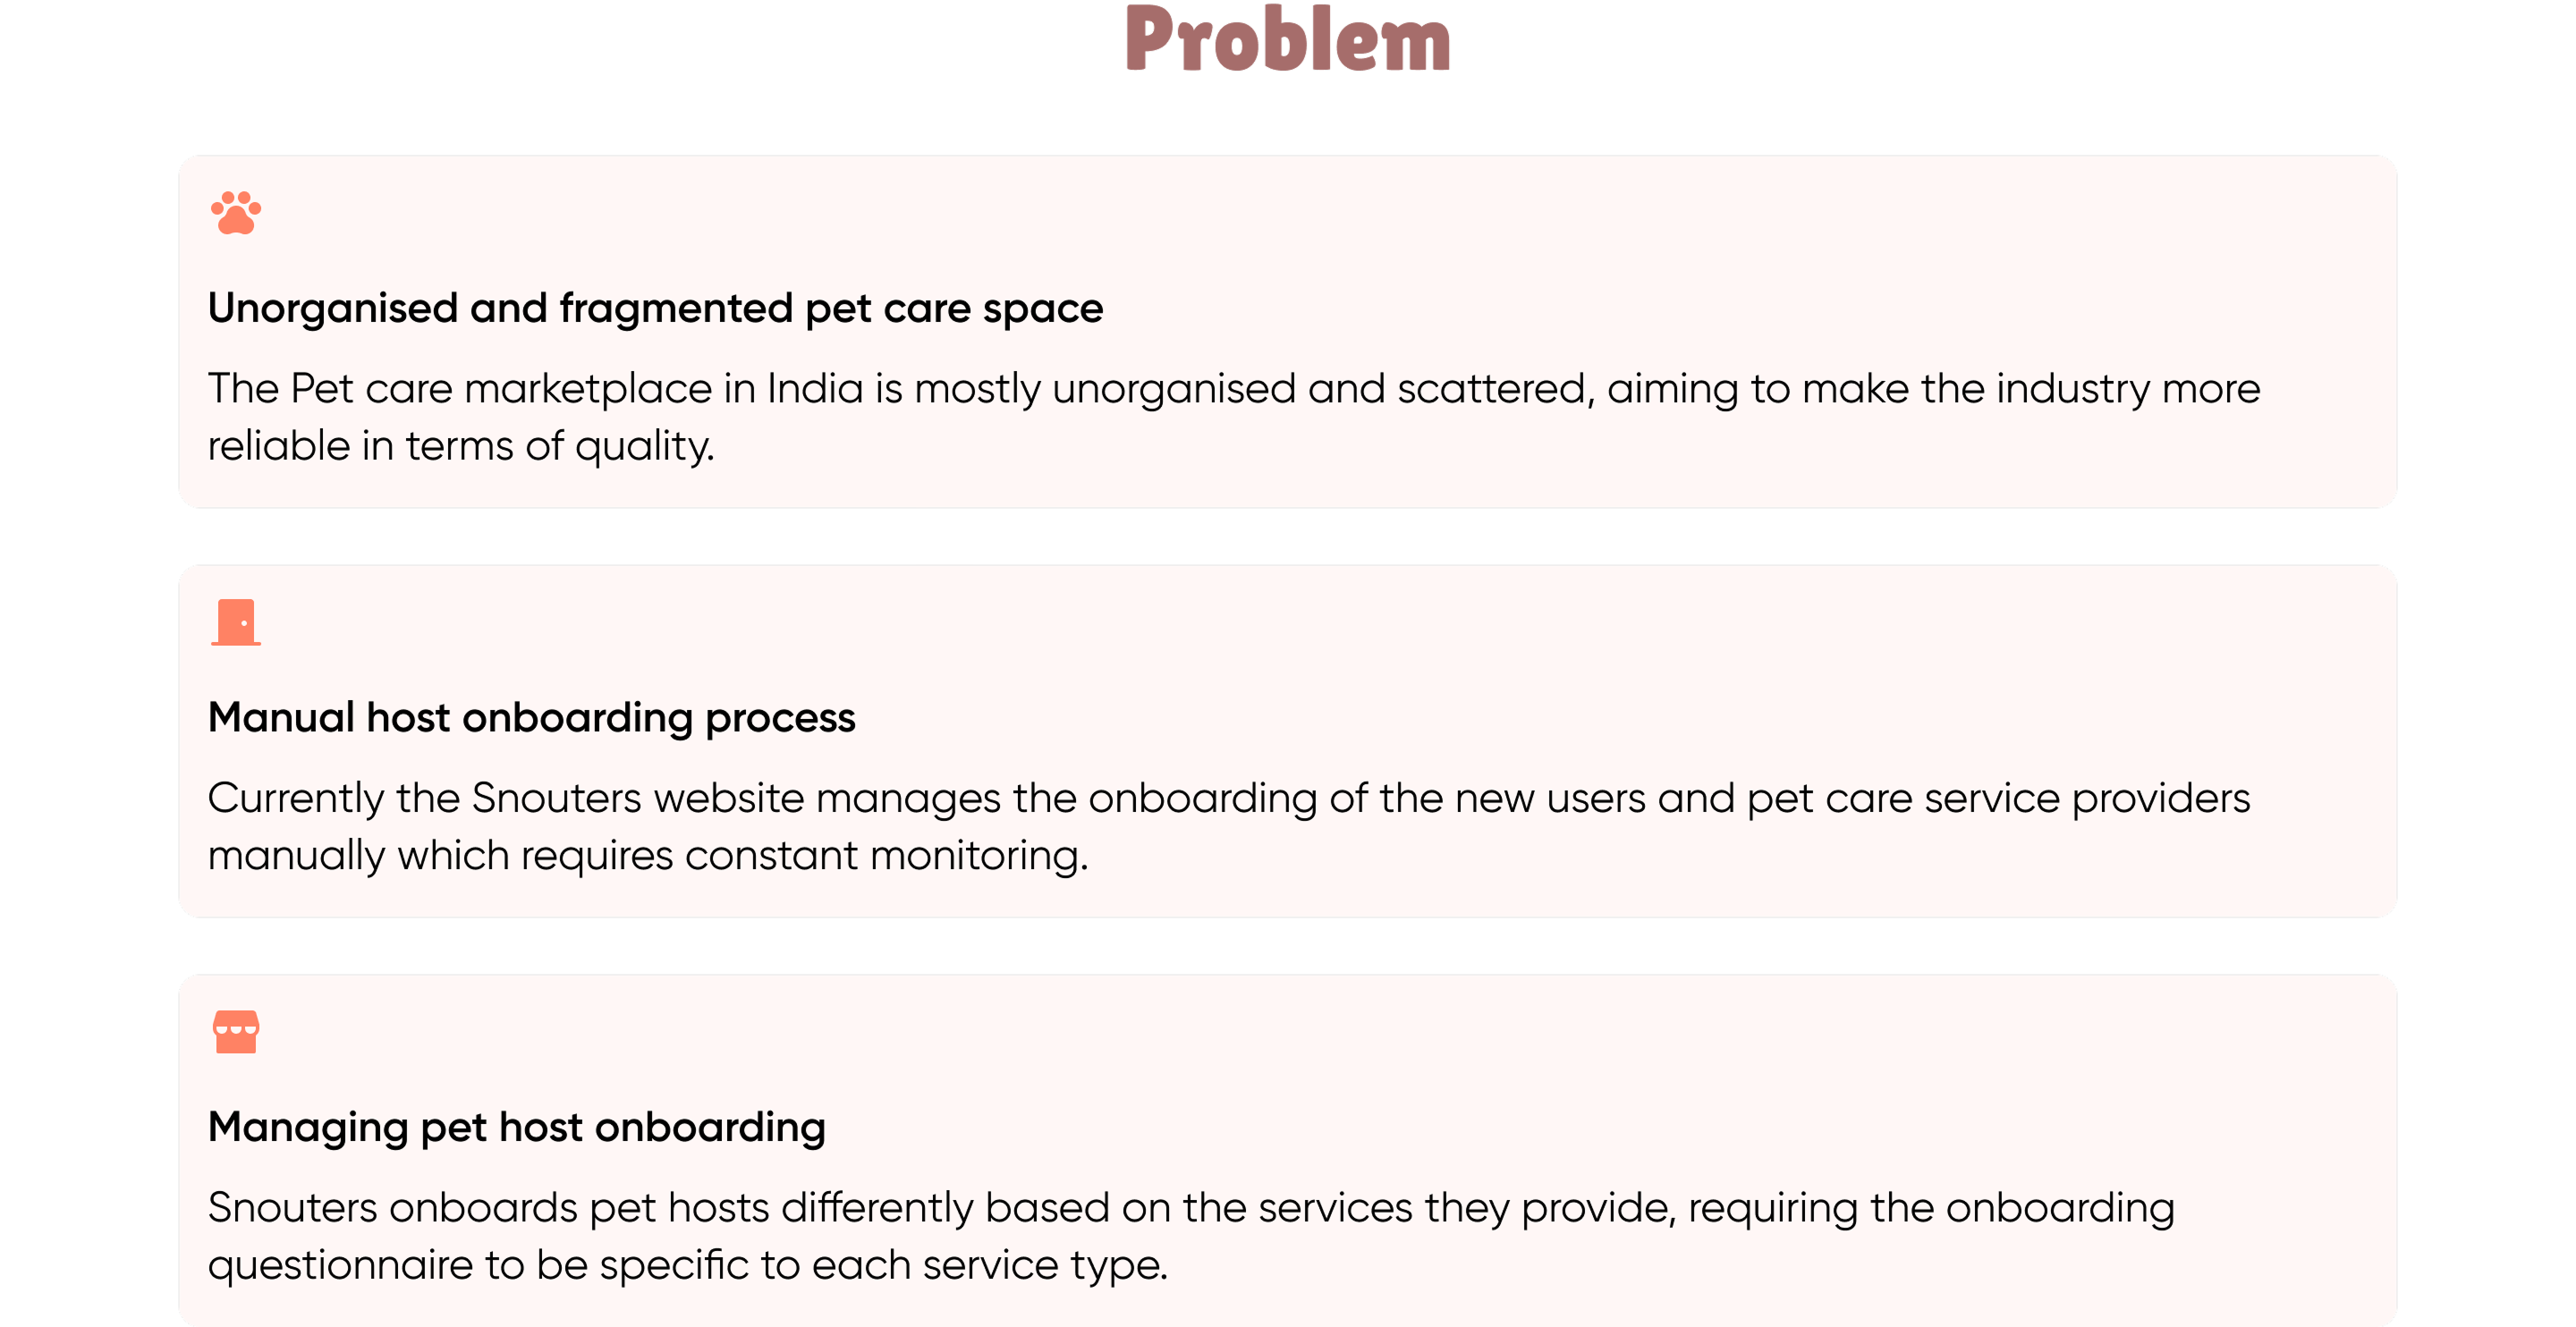 Problem
Unorganised and fragmented pet care space
The Pet care marketplace in India is mostly unorganised and scattered, aiming to make the industry more
reliable in terms of quality.
Manual host onboarding process
Currently the Snouters website manages the onboarding of the new users and pet care service providers
manually which requires constant monitoring.
Managing pet host onboarding
Snouters onboards pet hosts differently based on the services they provide, requiring the onboarding
questionnaire to be specific to each service type.